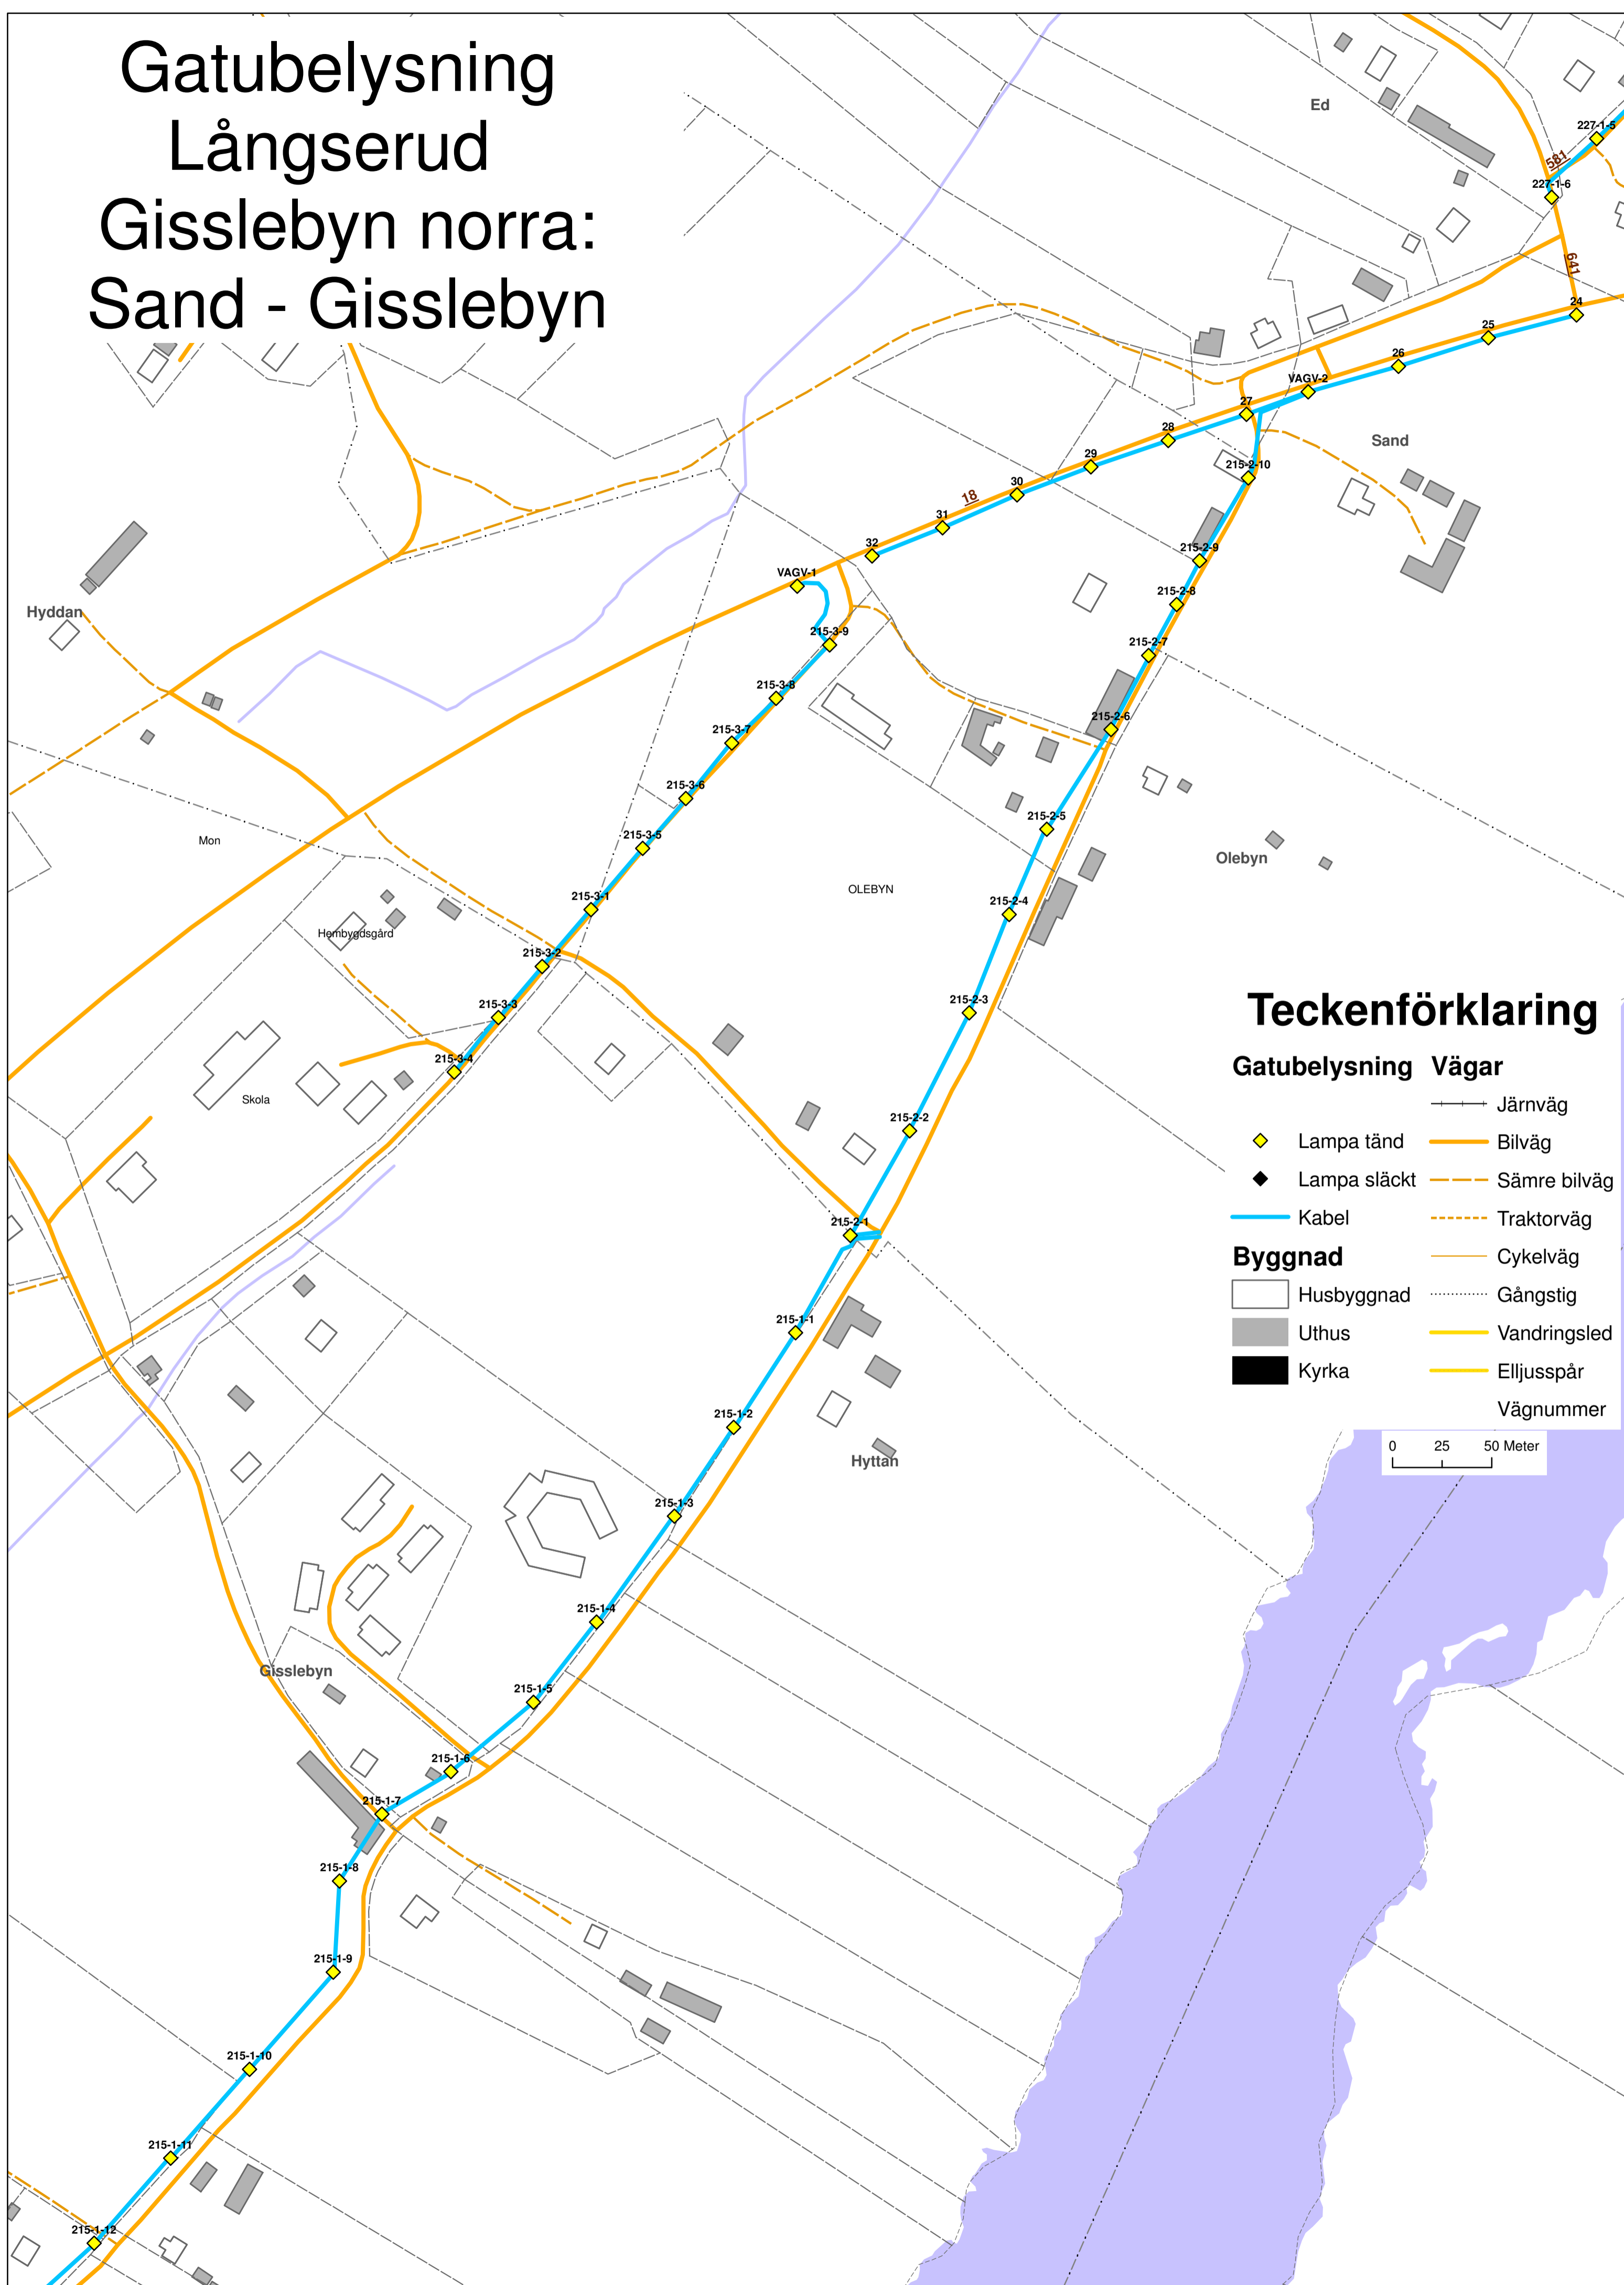 Gatubelysning
Långserud
Gisslebyn norra:
Sand - Gisslebyn
Ed
227-1-5
581
227-1-6
641
24
25
26
VAGV-2
27
28
Sand
29
215-2-10
30
18
31
32
215-2-9
VAGV-1
215-2-8
Hyddan
215-3-9
215-2-7
215-3-8
215-2-6
215-3-7
215-3-6
215-2-5
215-3-5
Mon
Olebyn
OLEBYN
215-3-1
215-2-4
Hembygdsgård
215-3-2
215-3-3
215-2-3
215-3-4
Skola
215-2-2
215-2-1
215-1-1
215-1-2
Hyttan
215-1-3
215-1-4
Gisslebyn
215-1-5
215-1-6
215-1-7
215-1-8
215-1-9
215-1-10
215-1-11
215-1-12
Teckenförklaring
Gatubelysning
Lampa tänd
Lampa släckt
Kabel
Byggnad
Husbyggnad
Uthus
Kyrka
Vägar
Järnväg
Bilväg
Sämre bilväg
Traktorväg
Cykelväg
Gångstig
Vandringsled
Elljusspår
Vägnummer
0 25 50 Meter